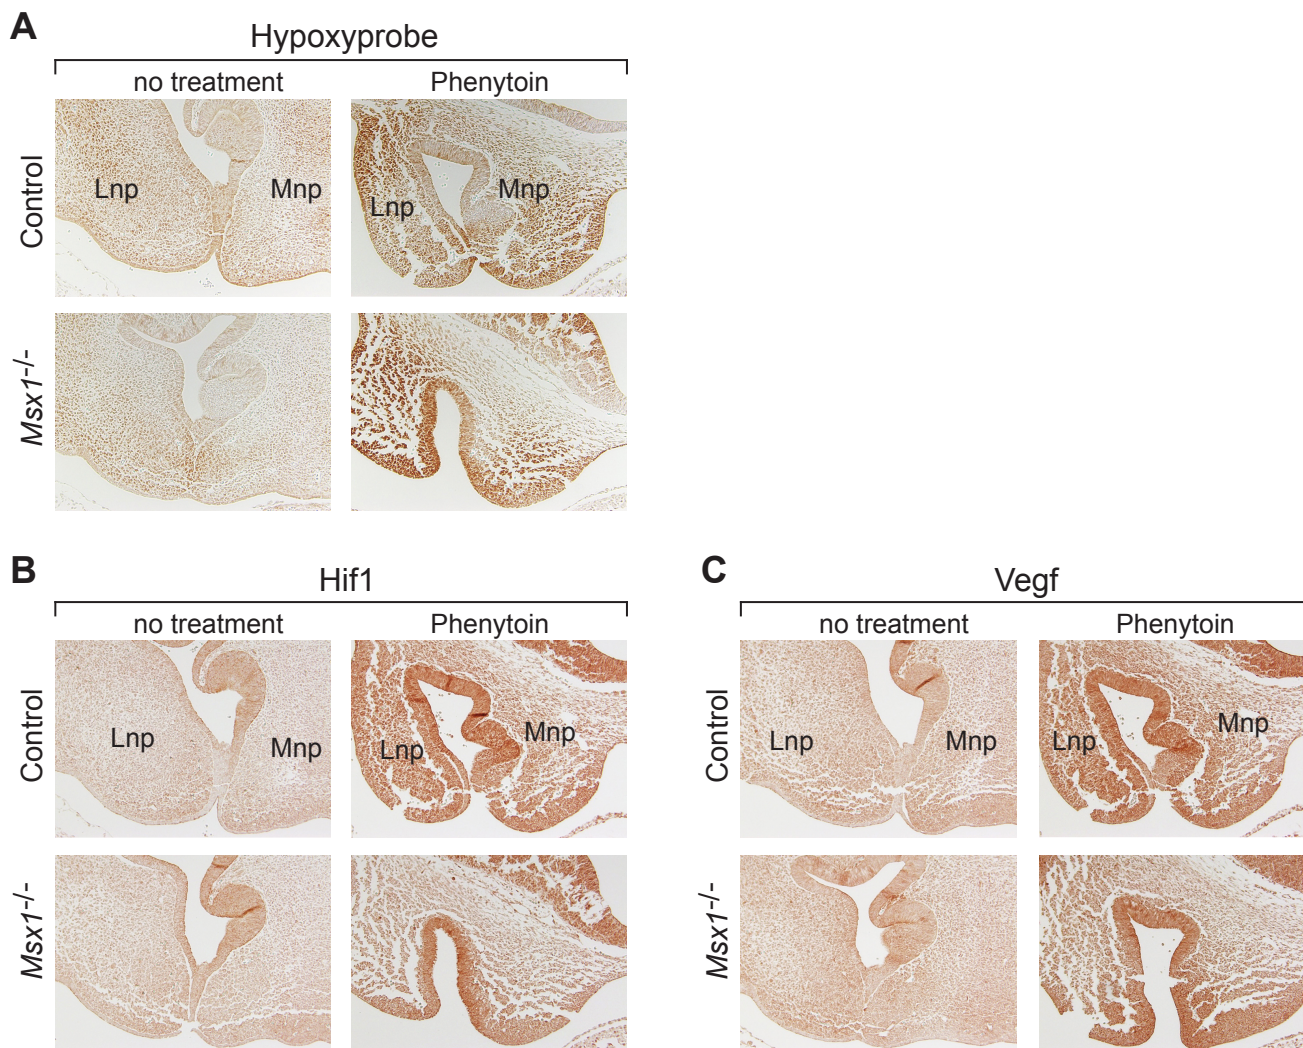 A
Hypoxyprobe
no treatment
Phenytoin
Control
Lnp
Mnp
Lnp
Mnp
Msx1-/-
B
Hif1
no treatment
Phenytoin
Control
Lnp
Mnp
Lnp
Mnp
Msx1-/-
C
Vegf
no treatment
Phenytoin
Control
Lnp
Mnp
Lnp
Mnp
Msx1-/-